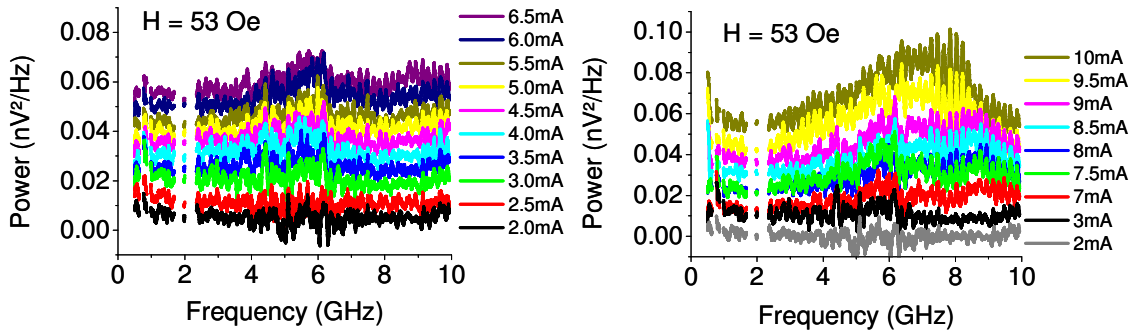 H = 53 Oe
Power (nV²/Hz)
0.08
0.06
0.04
0.02
0.00
0 2 4 6 8 10
Frequency (GHz)
6.5mA
6.0mA
5.5mA
5.0mA
4.5mA
4.0mA
3.5mA
3.0mA
2.5mA
2.0mA
H = 53 Oe
Power (nV²/Hz)
0.10
0.08
0.06
0.04
0.02
0.00
0 2 4 6 8 10
Frequency (GHz)
10mA
9.5mA
9mA
8.5mA
8mA
7.5mA
7mA
3mA
2mA